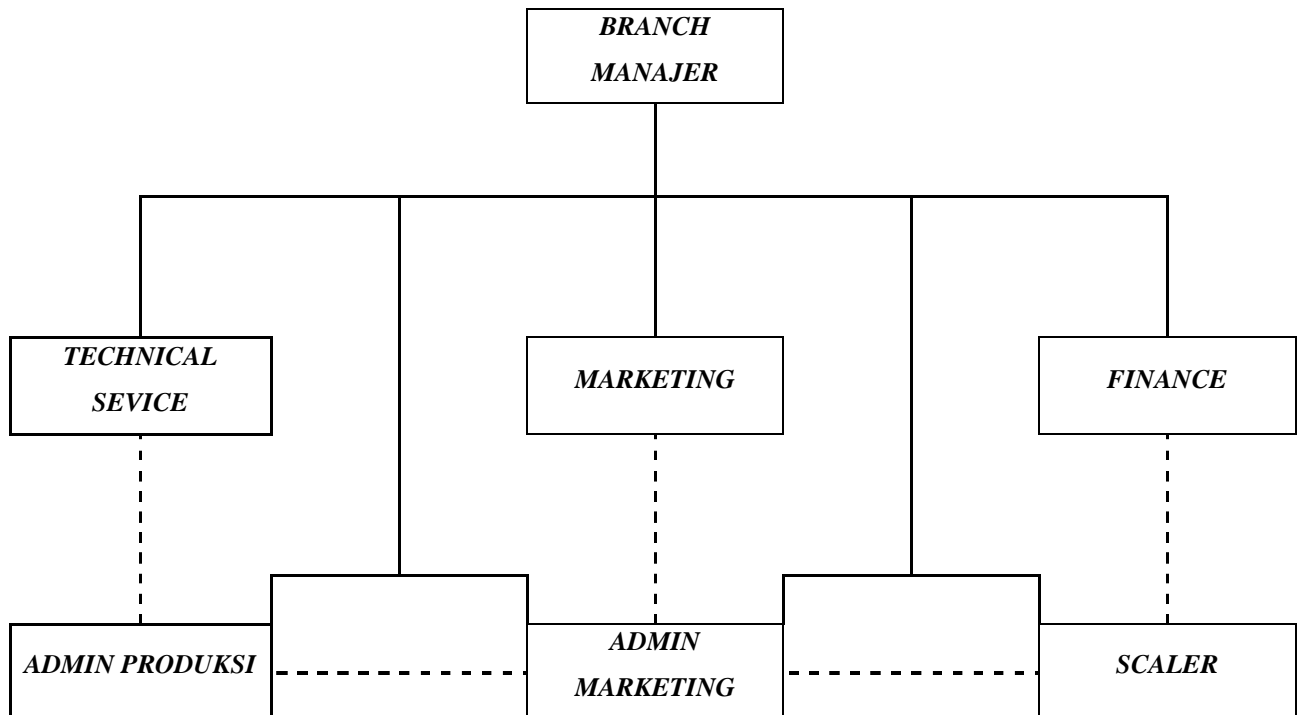 BRANCH
MANAJER
TECHNICAL
SEVICE
MARKETING
FINANCE
ADMIN PRODUKSI
ADMIN
MARKETING
SCALER